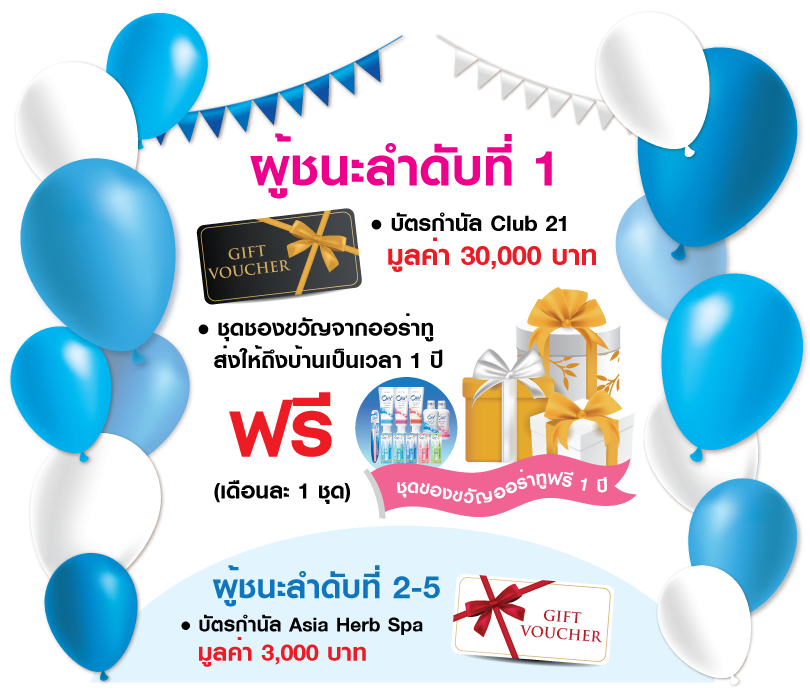 ผู้ชนะลำดับที่ 1
GIFT
VOUCHER
• บัตรกำนัล Club 21
มูลค่า 30,000 บาท
• ชุดของขวัญจากออร่าทู
ส่งให้ถึงบ้านเป็นเวลา 1 ปี
ฟรี
(เดือนละ 1 ชุด)
ชุดของขวัญออร่าทูฟรี 1 ปี
ผู้ชนะลำดับที่ 2-5
• บัตรกำนัล Asia Herb Spa
มูลค่า 3,000 บาท
GIFT
VOUCHER